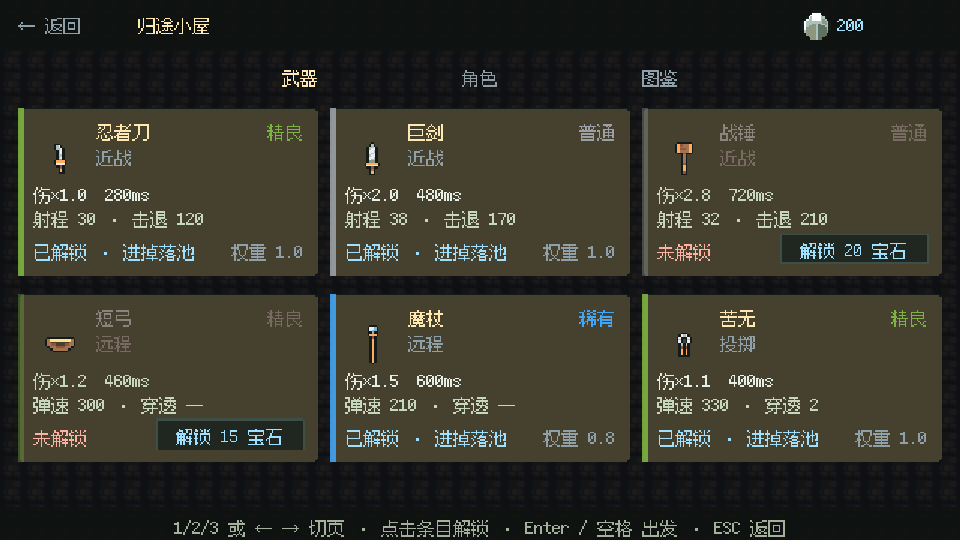 ← 返回 归途小屋 200
武器 角色 图鉴
忍者刀 精良
近战
伤×1.0 280ms
射程 30 · 击退 120
已解锁 · 进掉落池 权重 1.0
巨剑 普通
近战
伤×2.0 480ms
射程 38 · 击退 170
已解锁 · 进掉落池 权重 1.0
战锤 普通
近战
伤×2.8 720ms
射程 32 · 击退 210
未解锁 解锁 20 宝石
短弓 精良
远程
伤×1.2 460ms
弹速 300 · 穿透 —
未解锁 解锁 15 宝石
魔杖 稀有
远程
伤×1.5 600ms
弹速 210 · 穿透 —
已解锁 · 进掉落池 权重 0.8
苦无 精良
投掷
伤×1.1 400ms
弹速 330 · 穿透 2
已解锁 · 进掉落池 权重 1.0
1/2/3 或 ← → 切页 · 点击条目解锁 · Enter / 空格 出发 · ESC 返回